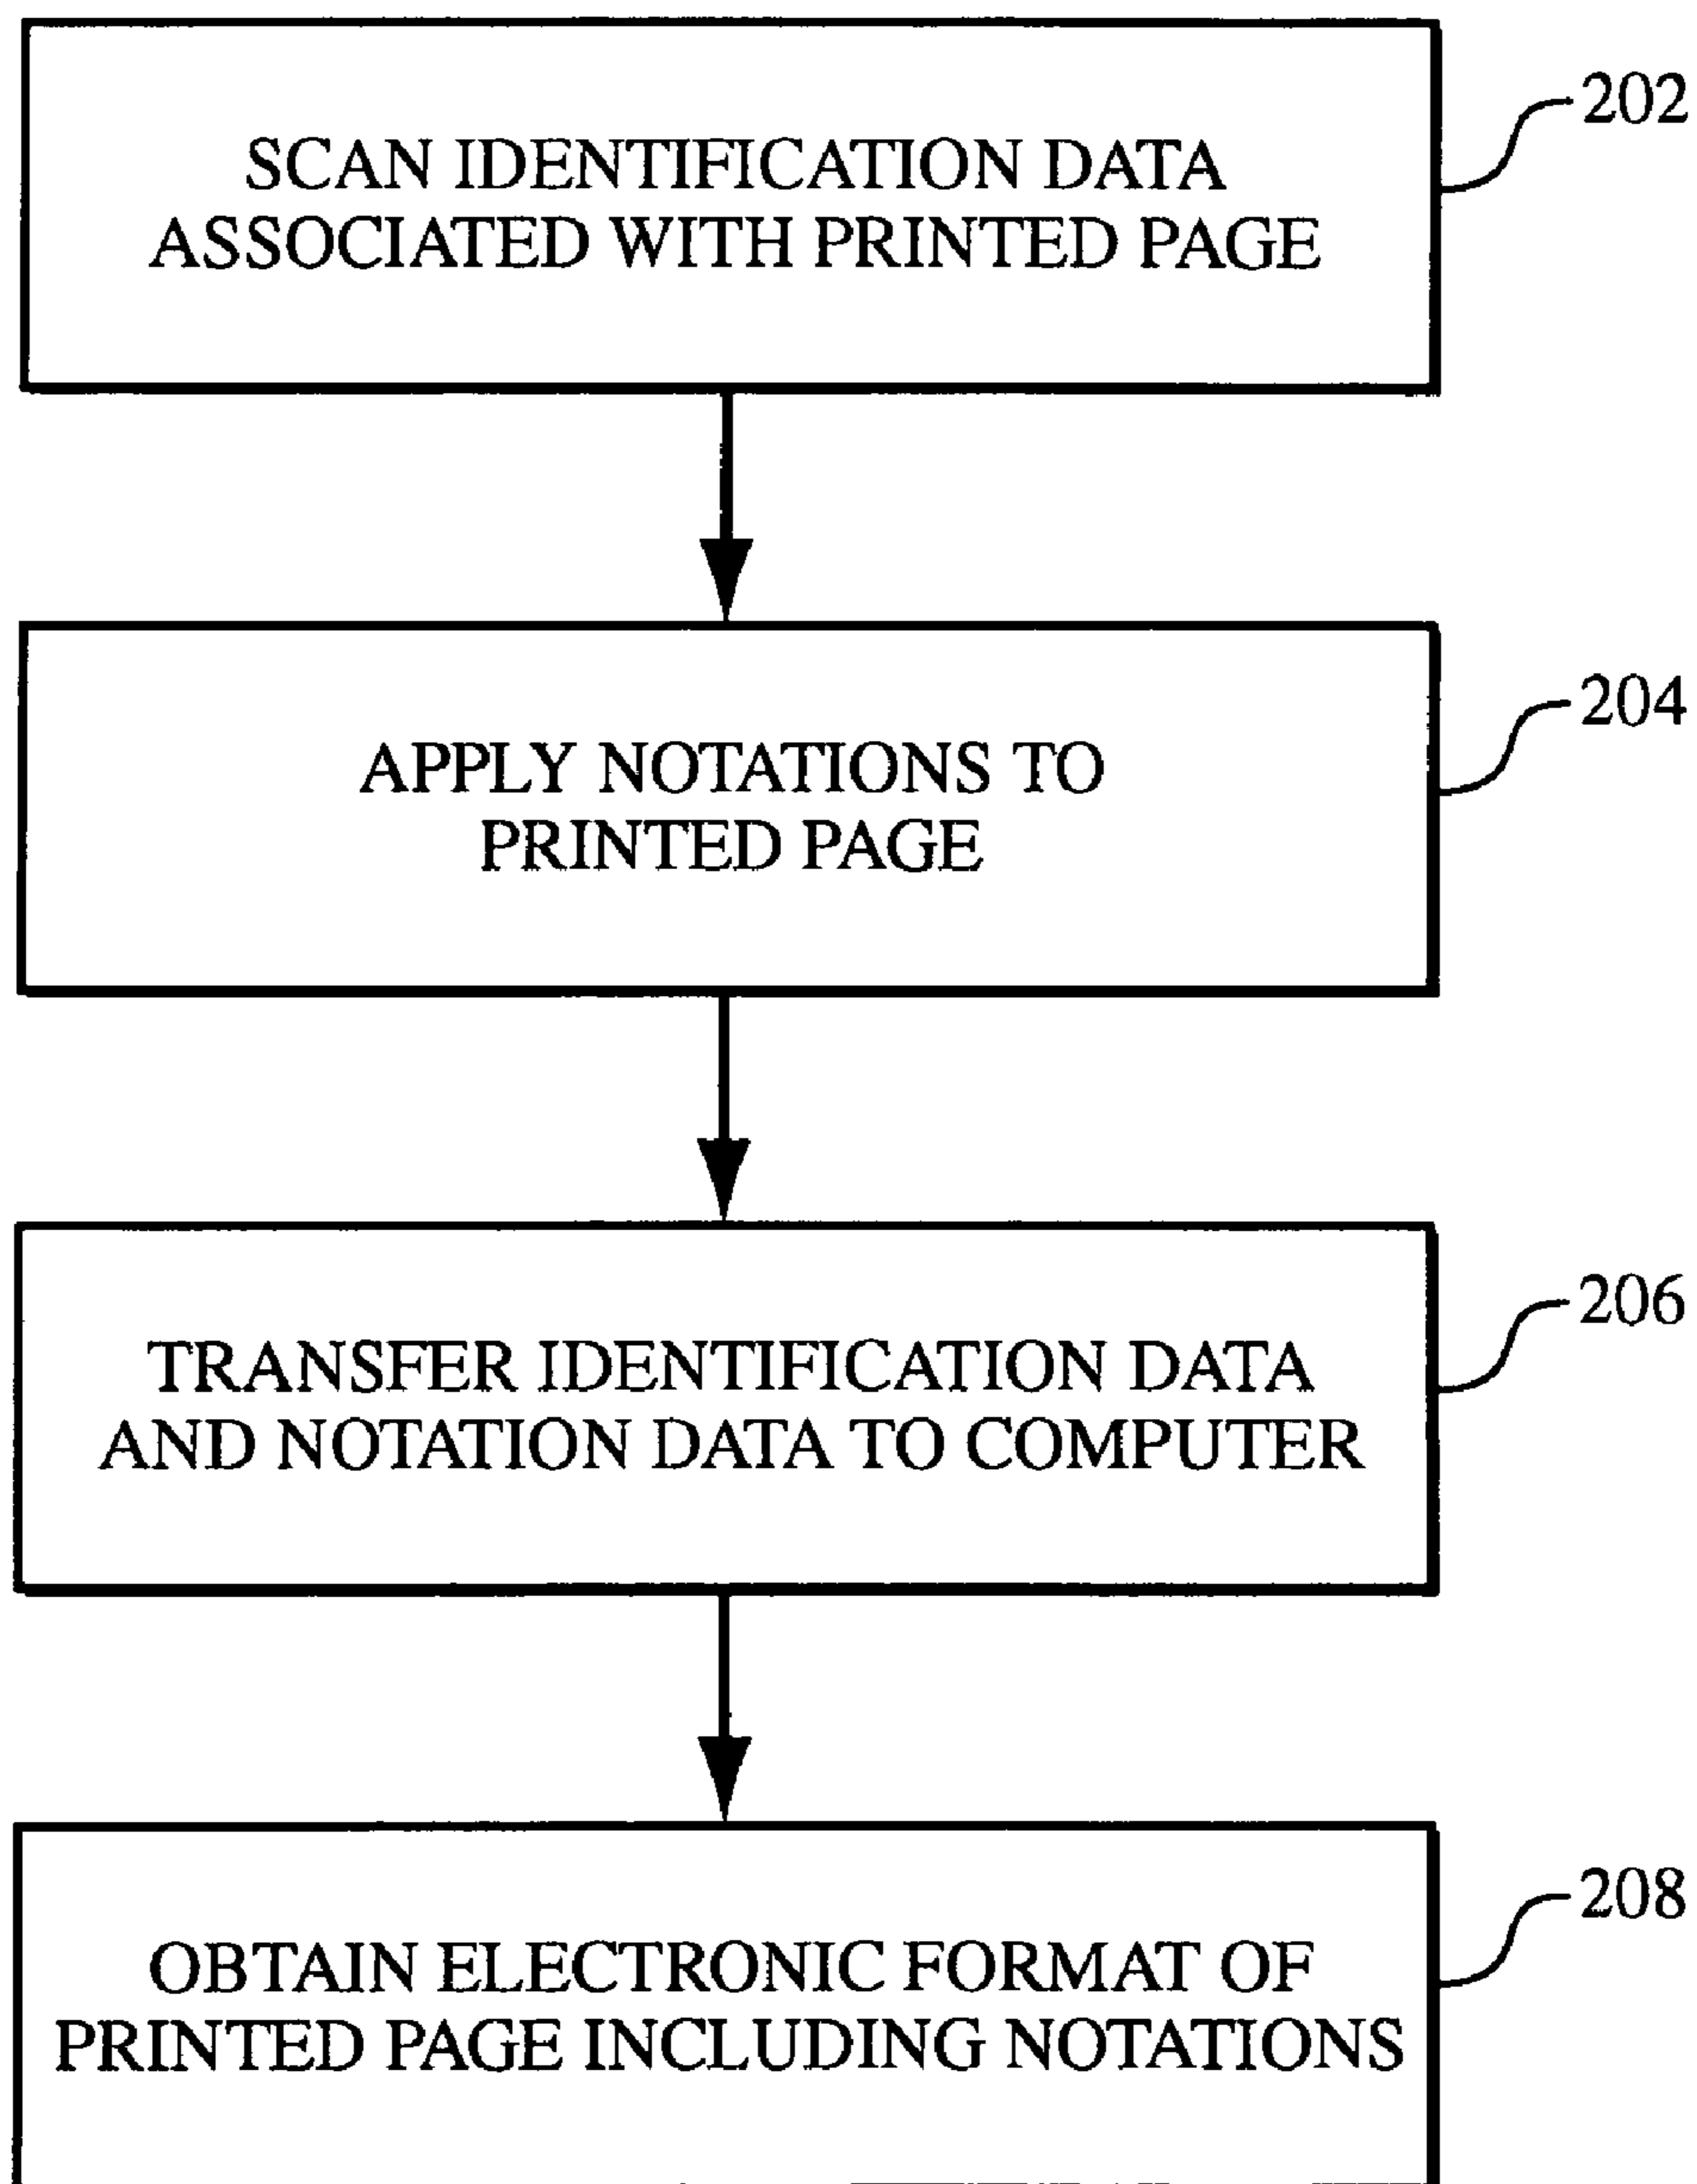 SCAN IDENTIFICATION DATA
ASSOCIATED WITH PRINTED PAGE
202
APPLY NOTATIONS TO
PRINTED PAGE
204
TRANSFER IDENTIFICATION DATA
AND NOTATION DATA TO COMPUTER
206
OBTAIN ELECTRONIC FORMAT OF
PRINTED PAGE INCLUDING NOTATIONS
208